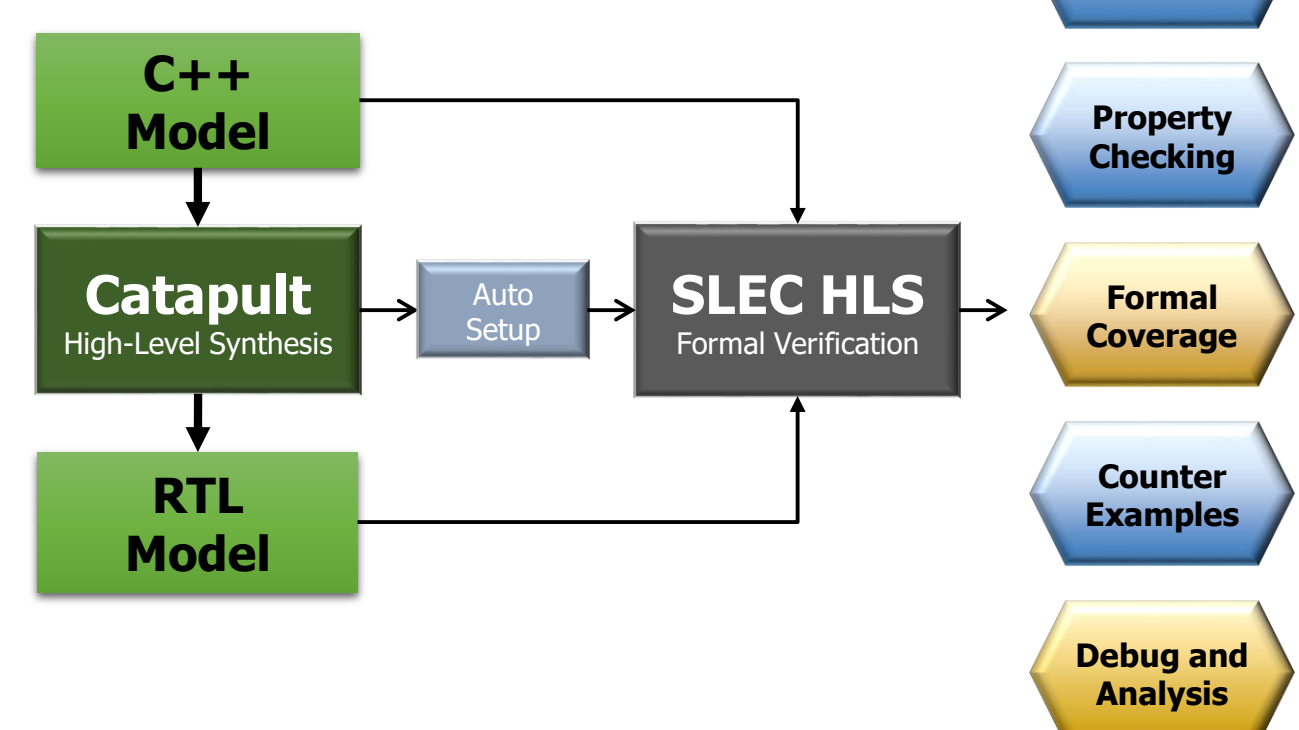 C++
Model
Catapult
High-Level Synthesis
Auto
Setup
SLEC HLS
Formal Verification
RTL
Model
Property
Checking
Formal
Coverage
Counter
Examples
Debug and
Analysis